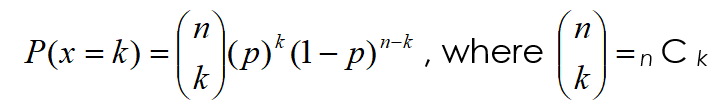 P(x = k) = (n k)(p)^k (1 − p)^{n−k} , where (n k) = ₙ C ₖ